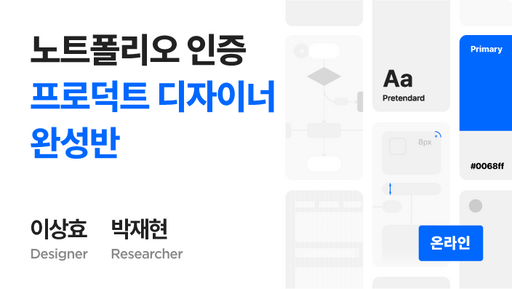 노트폴리오 인증
프로덕트 디자이너
완성반
이상효 박재현
Designer Researcher
Aa
Pretendard
Primary
#0068ff
8px
온라인